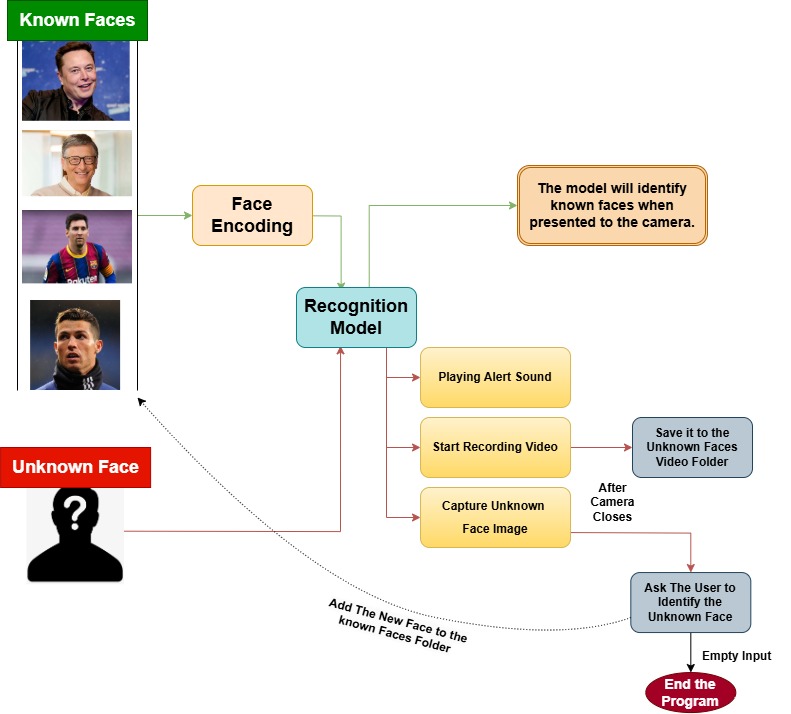 Known Faces
Rakuten
Face
Encoding
The model will identify
known faces when
presented to the camera.
Recognition
Model
Playing Alert Sound
Start Recording Video
Save it to the
Unknown Faces
Video Folder
Unknown Face
?
Capture Unknown
Face Image
After
Camera
Closes
Ask The User to
Identify the
Unknown Face
Add The New Face to the
known Faces Folder
Empty Input
End the
Program